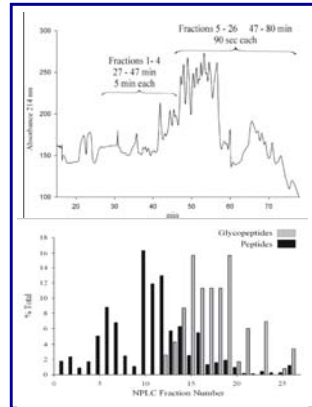 Fractions 5 - 26   47 - 80 min
90 sec each
Fractions 1- 4
27 - 47 min
5 min each
Absorbance 214 nm
300
250
200
150
100
20 30 40 50 60 70
min
Glycopeptides
Peptides
% Total
18
16
14
12
10
8
6
4
2
0
0 5 10 15 20 25
NPLC Fraction Number